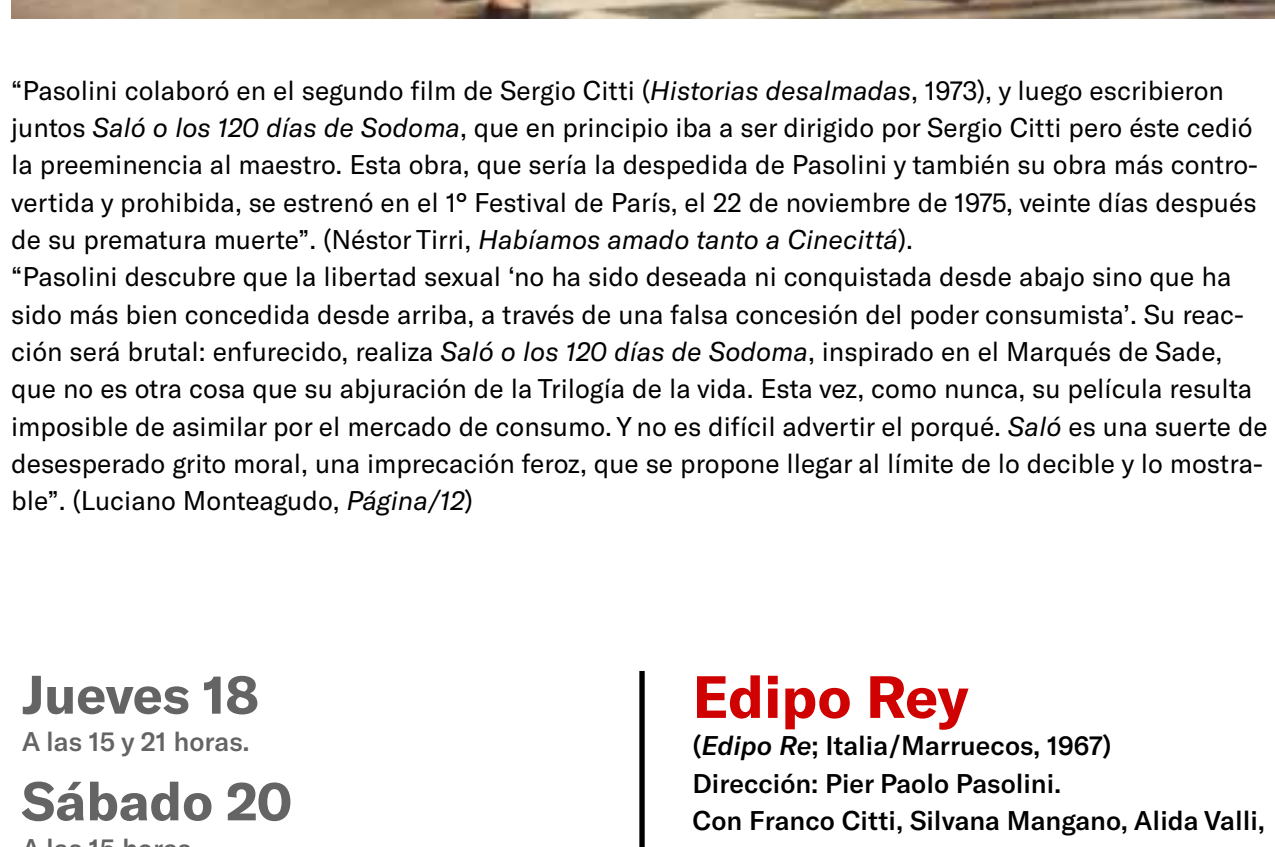 “Pasolini colaboró en el segundo film de Sergio Citti (Historias desalmadas, 1973), y luego escribieron
juntos Saló o los 120 días de Sodoma, que en principio iba a ser dirigido por Sergio Citti pero éste cedió
la preeminencia al maestro. Esta obra, que sería la despedida de Pasolini y también su obra más contro-
vertida y prohibida, se estrenó en el 1º Festival de París, el 22 de noviembre de 1975, veinte días después
de su prematura muerte”. (Néstor Tirri, Habíamos amado tanto a Cinecittá).
“Pasolini descubre que la libertad sexual ‘no ha sido deseada ni conquistada desde abajo sino que ha
sido más bien concedida desde arriba, a través de una falsa concesión del poder consumista’. Su reac-
ción será brutal: enfurecido, realiza Saló o los 120 días de Sodoma, inspirado en el Marqués de Sade,
que no es otra cosa que su abjuración de la Trilogía de la vida. Esta vez, como nunca, su película resulta
imposible de asimilar por el mercado de consumo. Y no es difícil advertir el porqué. Saló es una suerte de
desesperado grito moral, una imprecación feroz, que se propone llegar al límite de lo decible y lo mostra-
ble”. (Luciano Monteagudo, Página/12)
Jueves 18
A las 15 y 21 horas.
Sábado 20
A las 15 horas.
Edipo Rey
(Edipo Re; Italia/Marruecos, 1967)
Dirección: Pier Paolo Pasolini.
Con Franco Citti, Silvana Mangano, Alida Valli,